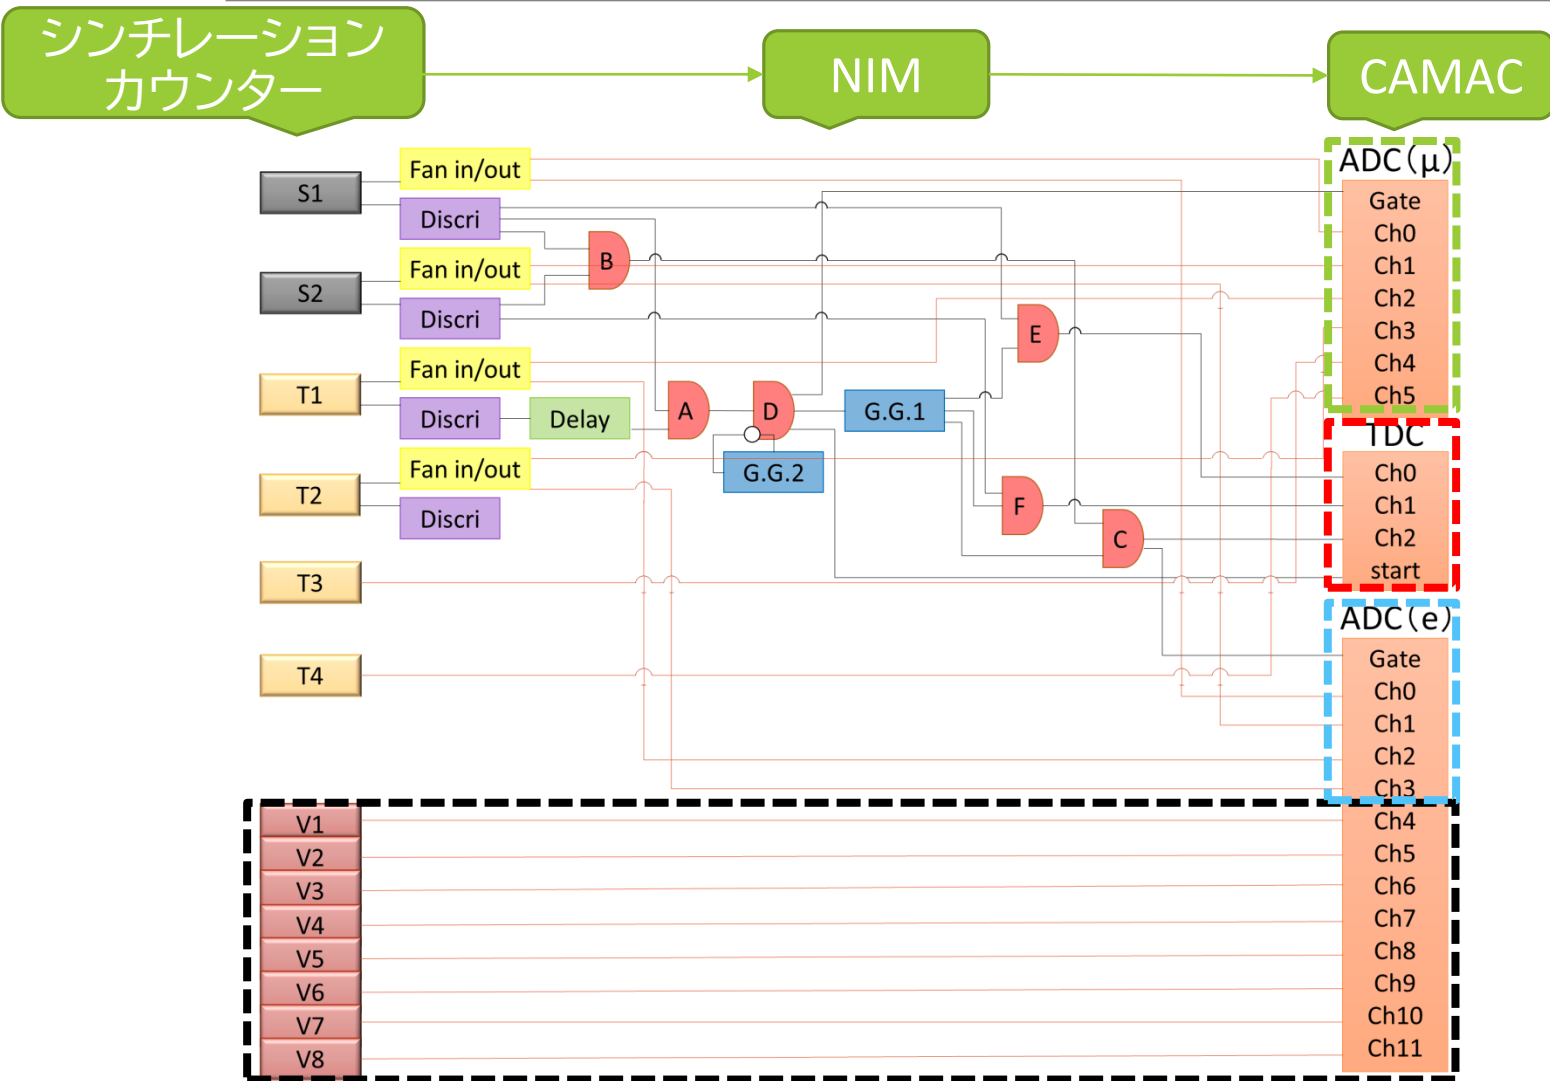 シンチレーション
カウンター
NIM
CAMAC
S1
Fan in/out
Discri
S2
Fan in/out
Discri
T1
Fan in/out
Discri
Delay
T2
Fan in/out
Discri
T3
T4
B
A
D
G.G.1
G.G.2
E
F
C
ADC(μ)
Gate
Ch0
Ch1
Ch2
Ch3
Ch4
Ch5
TDC
Ch0
Ch1
Ch2
start
ADC(e)
Gate
Ch0
Ch1
Ch2
Ch3
Ch4
Ch5
Ch6
Ch7
Ch8
Ch9
Ch10
Ch11
V1
V2
V3
V4
V5
V6
V7
V8